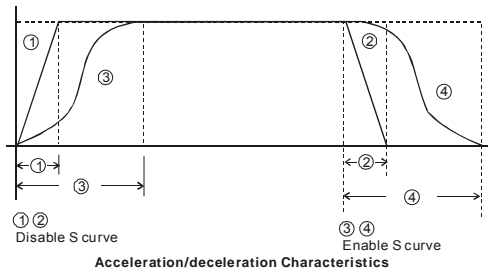 ① ②
③ ④
① ②
③ ④
① ② Disable S curve
③ ④ Enable S curve
Acceleration/deceleration Characteristics